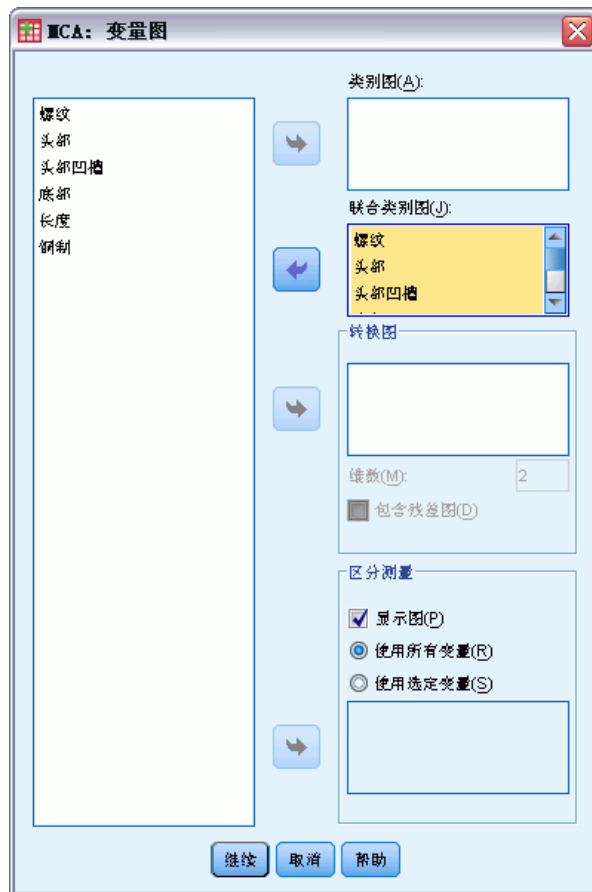 MCA: 变量图
螺纹
头部
头部凹槽
底部
长度
铜制
类别图(A):
联合类别图(J):
螺纹
头部
头部凹槽
转换图
维数(M):
2
包含残差图(D)
区分测量
显示图(P)
使用所有变量(R)
使用选定变量(S)
继续
取消
帮助